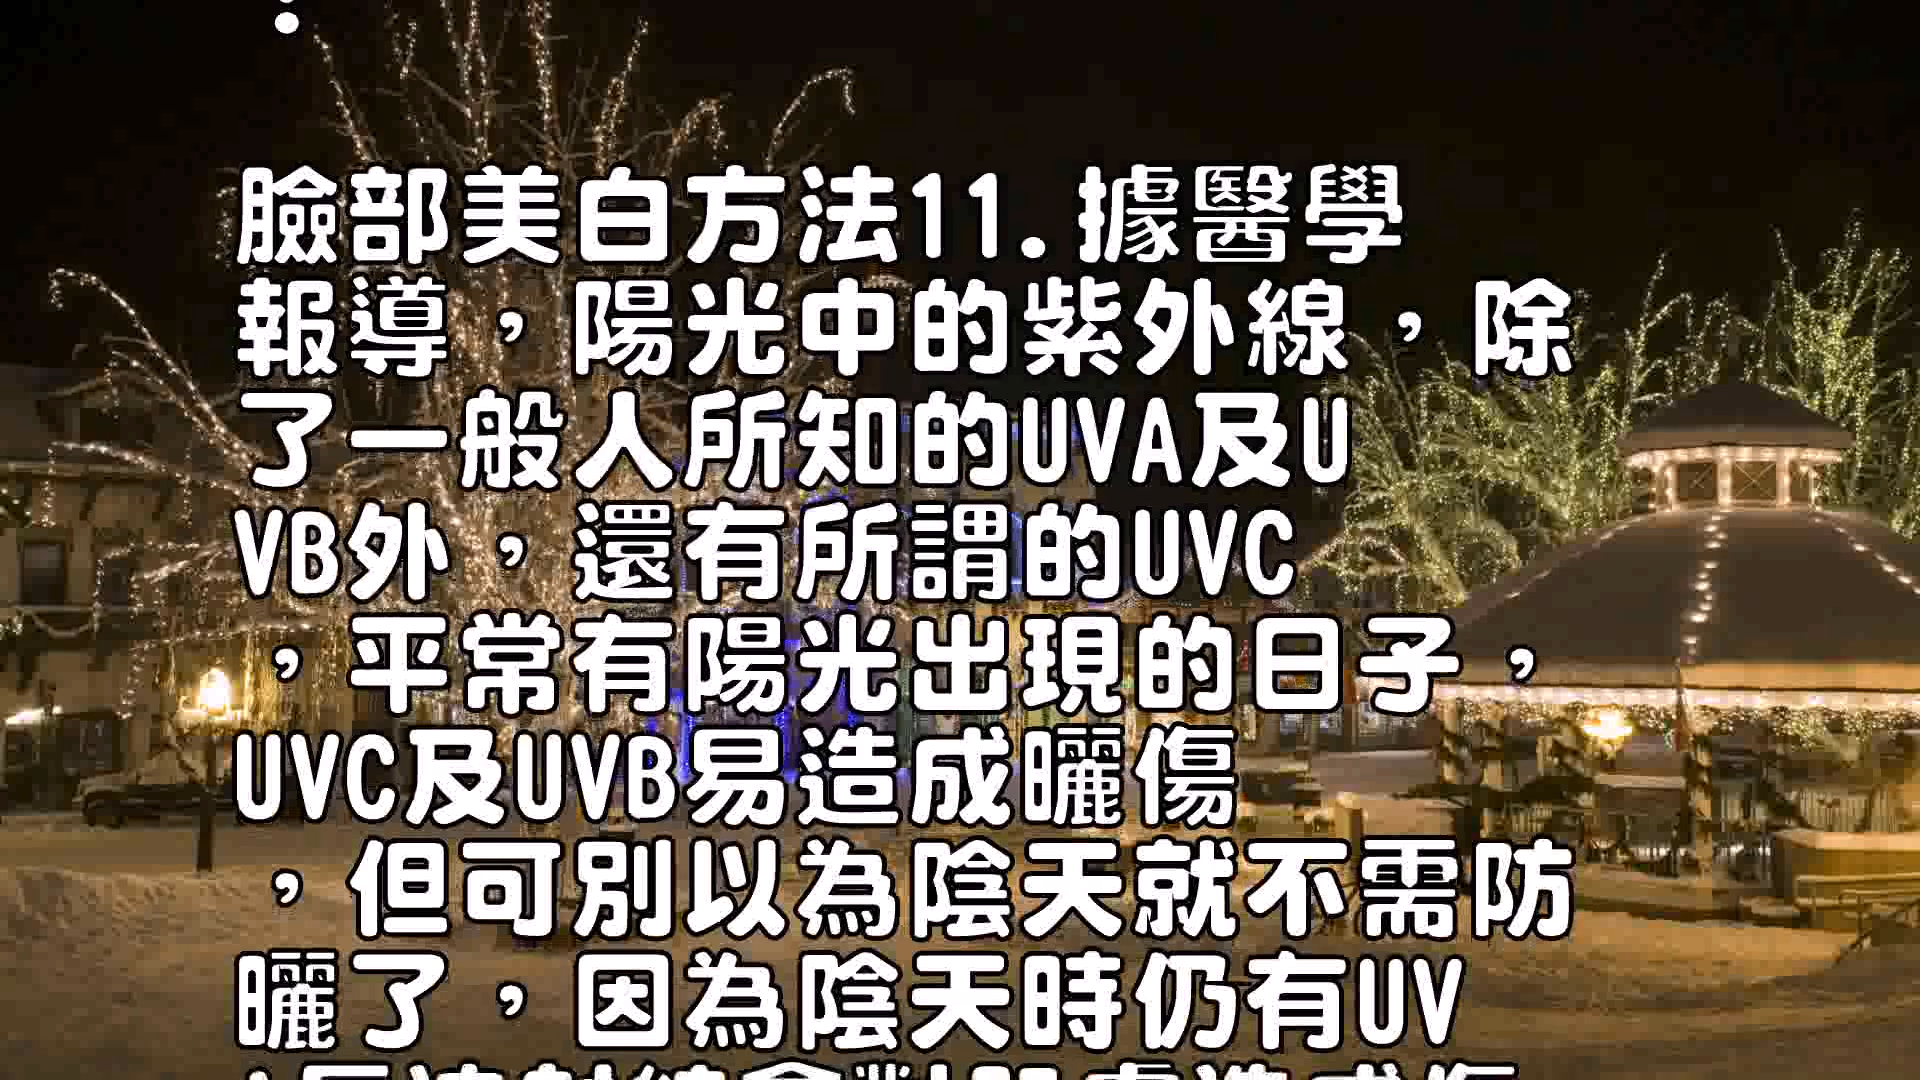 臉部美白方法11.據醫學
報導，陽光中的紫外線，除
了一般人所知的UVA及U
VB外，還有所謂的UVC
，平常有陽光出現的日子，
UVC及UVB易造成曬傷
，但可別以為陰天就不需防
曬了，因為陰天時仍有UV